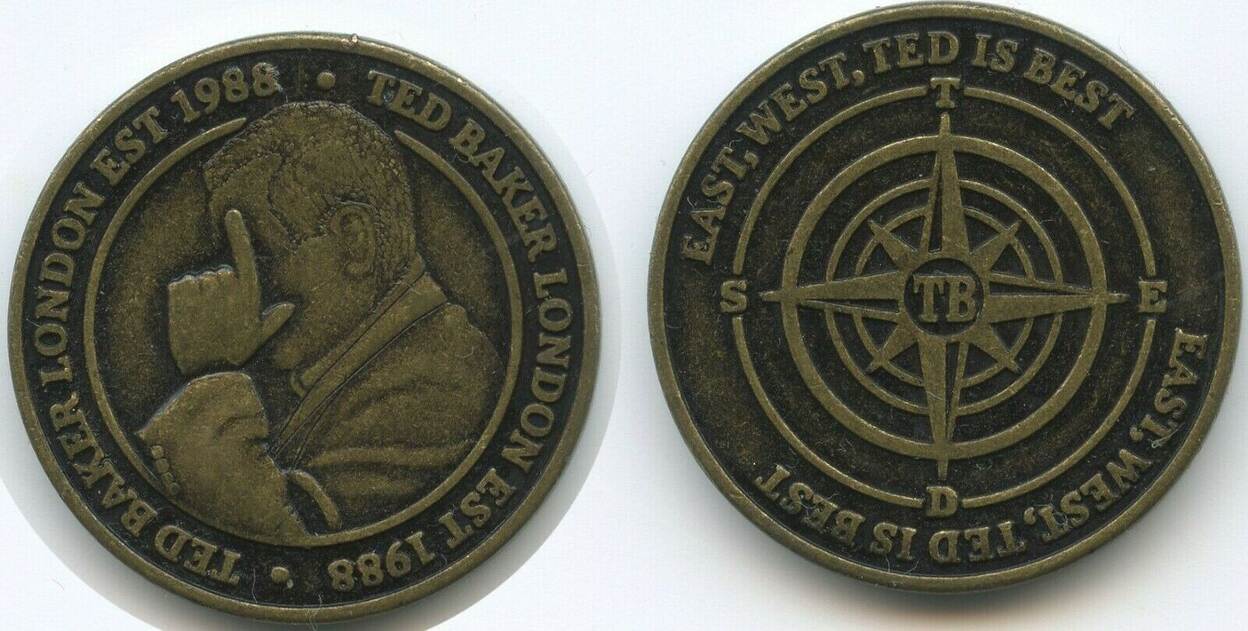 TED BAKER LONDON EST 1988 •
TED BAKER LONDON EST 1988 •
EAST, WEST, TED IS BEST
EAST, WEST, TED IS BEST
T
S
E
D
TB